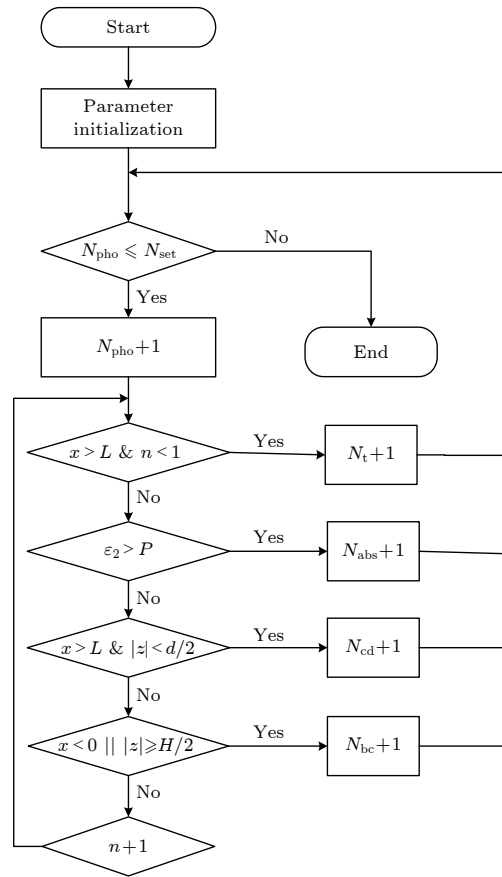 Start
Parameter
initialization
N_pho ⩽ N_set
No
Yes
N_pho+1
x > L & n < 1
Yes
N_t+1
No
End
ε_2 > P
Yes
N_abs+1
No
x > L & |z| < d/2
Yes
N_cd+1
No
x < 0 || |z| ⩾ H/2
Yes
N_bc+1
No
n+1